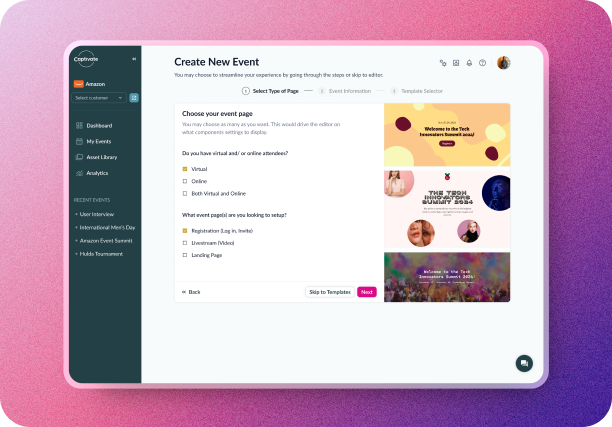 Captivate
Amazon
Select customer
Dashboard
My Events
Asset Library
Analytics
RECENT EVENTS
User Interview
International Men's Day
Amazon Event Summit
Hulds Tournament
Create New Event
You may choose to streamline your experience by going through the steps or skip to editor.
1 Select Type of Page
2 Event Information
3 Template Selector
Choose your event page
You may choose as many as you want. This would drive the editor on
what components settings to display.
Do you have virtual and/ or online attendees?
Virtual
Online
Both Virtual and Online
What event page(s) are you looking to setup?
Registration (Log in, Invite)
Livestream (Video)
Landing Page
Back
Skip to Templates
Next
Welcome to the Tech
Innovators Summit 2024!
Register
THE TECH
INNOVATORS
SUMMIT 2024
Welcome to the Tech
Innovators Summit 2024!